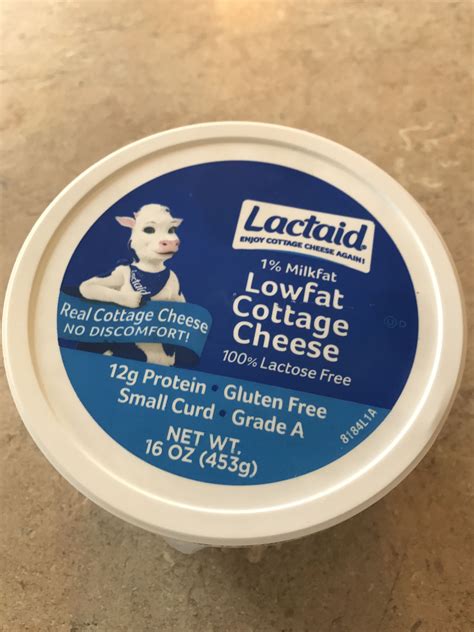 Lactaid®
ENJOY COTTAGE CHEESE AGAIN!
1% Milkfat
Lowfat
Cottage
Cheese
100% Lactose Free
Lactaid
Real Cottage Cheese
NO DISCOMFORT!
12g Protein • Gluten Free
Small Curd • Grade A
NET WT.
16 OZ (453g)
8184L1A
Ⓤ D